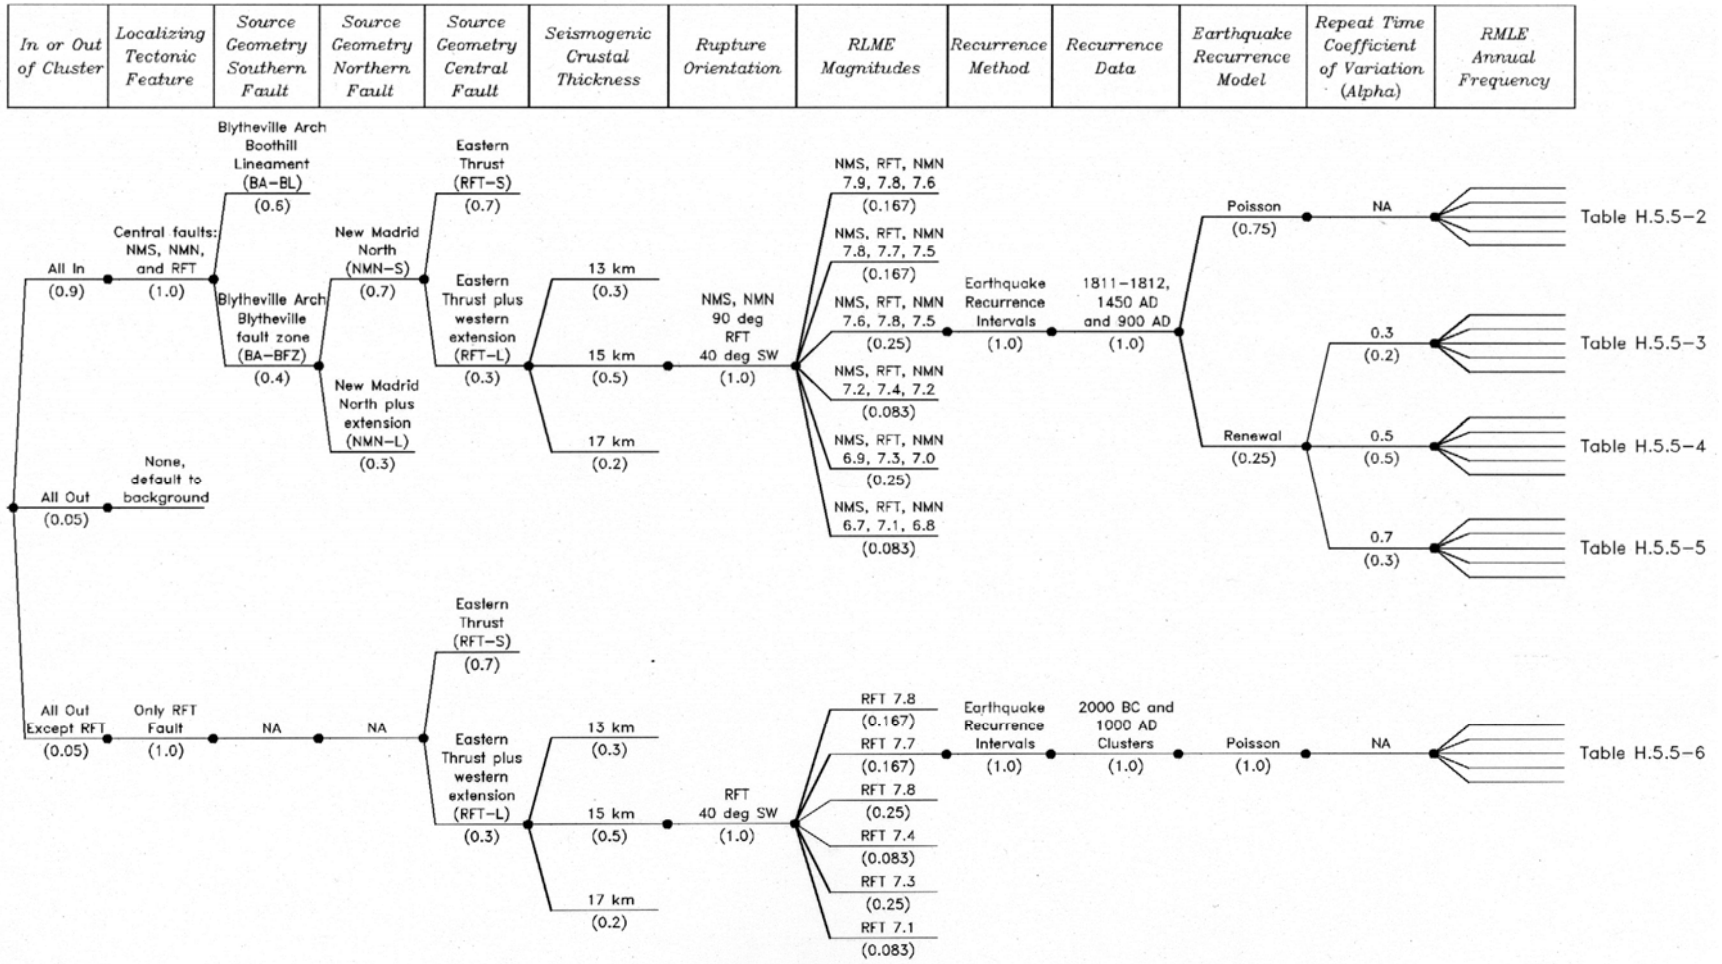 In or Out
of Cluster
Localizing
Tectonic
Feature
Source
Geometry
Southern
Fault
Source
Geometry
Northern
Fault
Source
Geometry
Central
Fault
Seismogenic
Crustal
Thickness
Rupture
Orientation
RLME
Magnitudes
Recurrence
Method
Recurrence
Data
Earthquake
Recurrence
Model
Repeat Time
Coefficient
of Variation
(Alpha)
RMLE
Annual
Frequency
All In
(0.9)
Central faults:
NMS, NMN,
and RFT
(1.0)
Blytheville Arch
Boothill
Lineament
(BA-BL)
(0.6)
Blytheville Arch
Blytheville
fault zone
(BA-BFZ)
(0.4)
New Madrid
North
(NMN-S)
(0.7)
New Madrid
North plus
extension
(NMN-L)
(0.3)
Eastern
Thrust
(RFT-S)
(0.7)
Eastern
Thrust plus
western
extension
(RFT-L)
(0.3)
13 km
(0.3)
15 km
(0.5)
17 km
(0.2)
NMS, NMN
90 deg
RFT
40 deg SW
(1.0)
NMS, RFT, NMN
7.9, 7.8, 7.6
(0.167)
NMS, RFT, NMN
7.8, 7.7, 7.5
(0.167)
NMS, RFT, NMN
7.6, 7.8, 7.5
(0.25)
NMS, RFT, NMN
7.2, 7.4, 7.2
(0.083)
NMS, RFT, NMN
6.9, 7.3, 7.0
(0.25)
NMS, RFT, NMN
6.7, 7.1, 6.8
(0.083)
Earthquake
Recurrence
Intervals
(1.0)
1811-1812,
1450 AD
and 900 AD
(1.0)
Poisson
(0.75)
NA
Table H.5.5-2
Renewal
(0.25)
0.3
(0.2)
Table H.5.5-3
0.5
(0.5)
Table H.5.5-4
0.7
(0.3)
Table H.5.5-5
All Out
(0.05)
None,
default to
background
All Out
Except RFT
(0.05)
Only RFT
Fault
(1.0)
NA
NA
Eastern
Thrust
(RFT-S)
(0.7)
Eastern
Thrust plus
western
extension
(RFT-L)
(0.3)
13 km
(0.3)
15 km
(0.5)
17 km
(0.2)
RFT
40 deg SW
(1.0)
RFT 7.8
(0.167)
RFT 7.7
(0.167)
RFT 7.8
(0.25)
RFT 7.4
(0.083)
RFT 7.3
(0.25)
RFT 7.1
(0.083)
Earthquake
Recurrence
Intervals
(1.0)
2000 BC and
1000 AD
Clusters
(1.0)
Poisson
(1.0)
NA
Table H.5.5-6